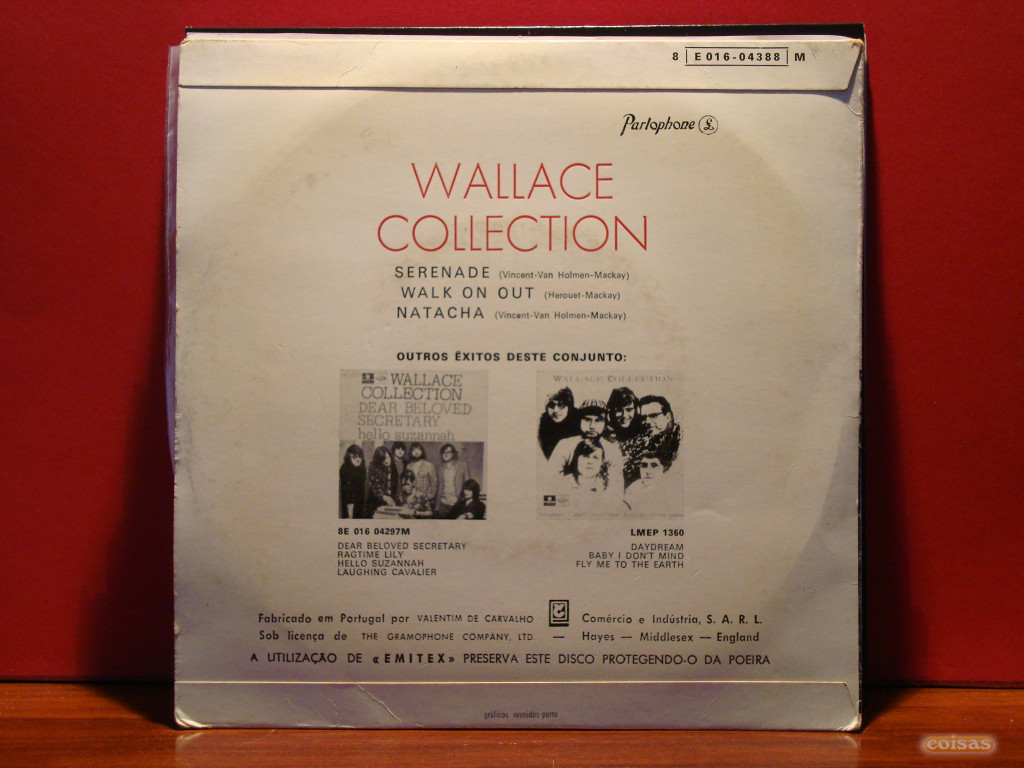 8 E 016-04388 M
Parlophone £
WALLACE
COLLECTION
SERENADE (Vincent-Van Holmen-Mackay)
WALK ON OUT (Herouet-Mackay)
NATACHA (Vincent-Van Holmen-Mackay)
OUTROS ÊXITOS DESTE CONJUNTO:
WALLACE
COLLECTION
DEAR BELOVED
SECRETARY
hello suzannah
8E 016 04297M
DEAR BELOVED SECRETARY
RAGTIME LILY
HELLO SUZANNAH
LAUGHING CAVALIER
WALLACE COLLECTION
LMEP 1360
DAYDREAM
BABY I DON'T MIND
FLY ME TO THE EARTH
Fabricado em Portugal por VALENTIM DE CARVALHO Comércio e Indústria, S. A. R. L.
Sob licença de THE GRAMOPHONE COMPANY, LTD. — Hayes — Middlesex — England
A UTILIZAÇÃO DE «EMITEX» PRESERVA ESTE DISCO PROTEGENDO-O DA POEIRA
gráficas reunidas-porto
coisas